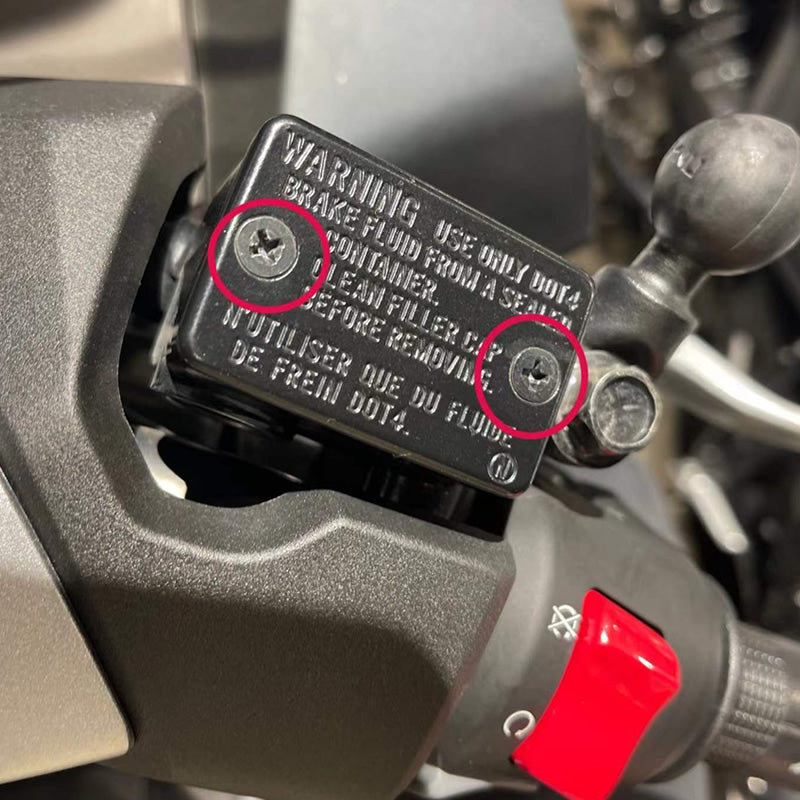 WARNING USE ONLY DOT4
BRAKE FLUID FROM A SEALED
CONTAINER.
CLEAN FILLER CAP
BEFORE REMOVING.
N'UTILISER QUE DU FLUIDE
DE FREIN DOT4.
N